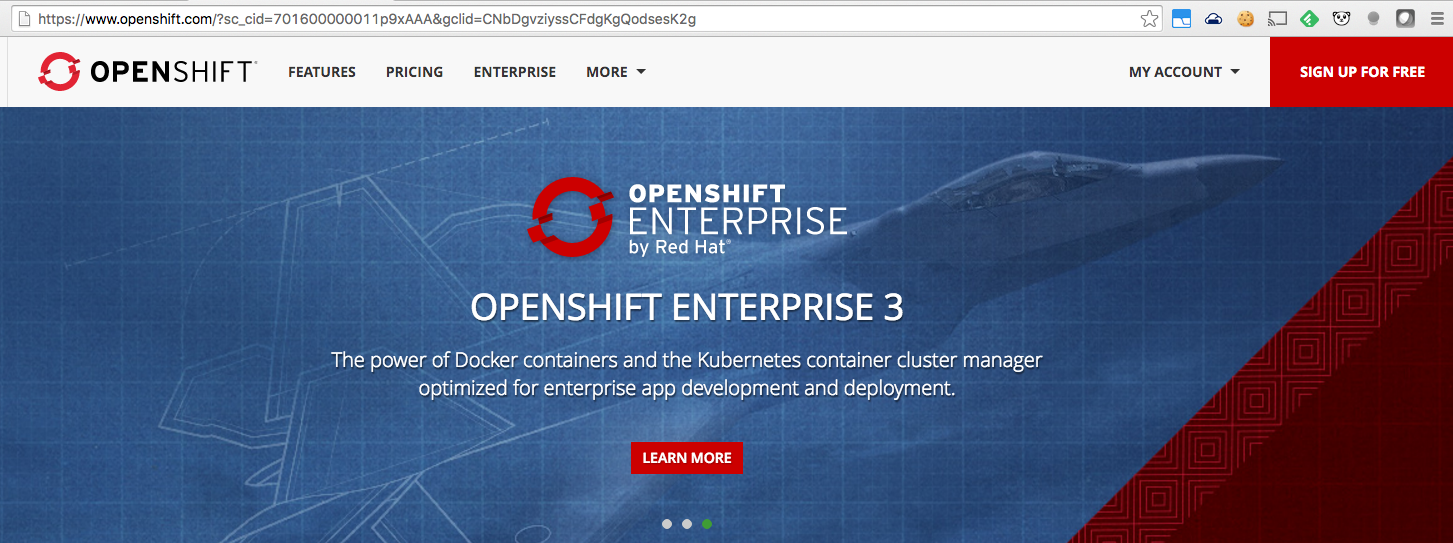 https://www.openshift.com/?sc_cid=701600000011p9xAAA&gclid=CNbDgvziyssCFdgKgQodsesK2g
OPENSHIFT
FEATURES
PRICING
ENTERPRISE
MORE
MY ACCOUNT
SIGN UP FOR FREE
OPENSHIFT
ENTERPRISE
by Red Hat®
OPENSHIFT ENTERPRISE 3
The power of Docker containers and the Kubernetes container cluster manager
optimized for enterprise app development and deployment.
LEARN MORE